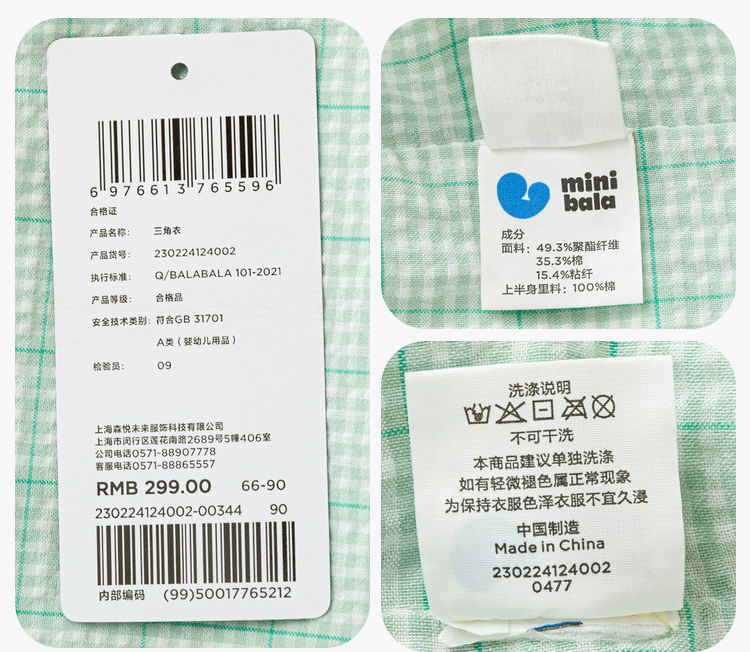 6 976613 765596
合格证
产品名称: 三角衣
产品货号: 230224124002
执行标准: Q/BALABALA 101-2021
产品等级: 合格品
安全技术类别: 符合GB 31701
A类(婴幼儿用品)
检验员: 09
上海森悦未来服饰科技有限公司
上海市闵行区莲花南路2689号5幢406室
公司电话0571-88907778
客服电话0571-88865557
RMB 299.00 66-90
230224124002-00344 90
内部编码 (99)50017765212
mini
bala
成分
面料: 49.3%聚酯纤维
35.3%棉
15.4%粘纤
上半身里料: 100%棉
洗涤说明
不可干洗
本商品建议单独洗涤
如有轻微褪色属正常现象
为保持衣服色泽衣服不宜久浸
中国制造
Made in China
230224124002
0477